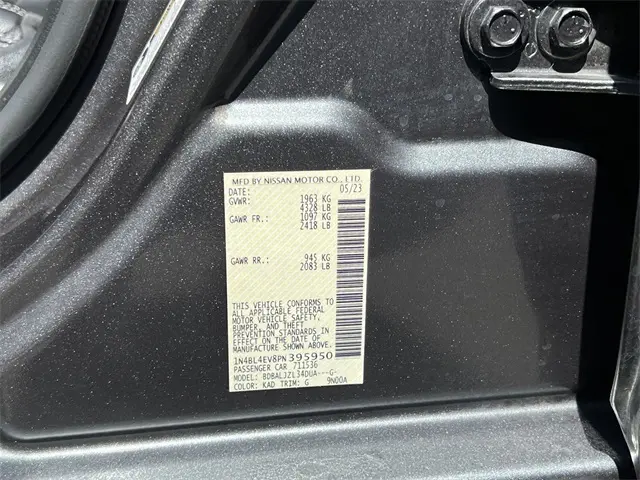 MFD BY NISSAN MOTOR CO., LTD.
DATE: 05/23
GVWR: 1963 KG
4328 LB
GAWR FR.: 1097 KG
2418 LB
GAWR RR.: 945 KG
2083 LB
THIS VEHICLE CONFORMS TO
ALL APPLICABLE FEDERAL
MOTOR VEHICLE SAFETY,
BUMPER, AND THEFT
PREVENTION STANDARDS IN
EFFECT ON THE DATE OF
MANUFACTURE SHOWN ABOVE.
1N4BL4EV8PN395950
PASSENGER CAR 711536
MODEL: BDBALJZL34DUA---G-
COLOR: KAD TRIM: G 9N00A